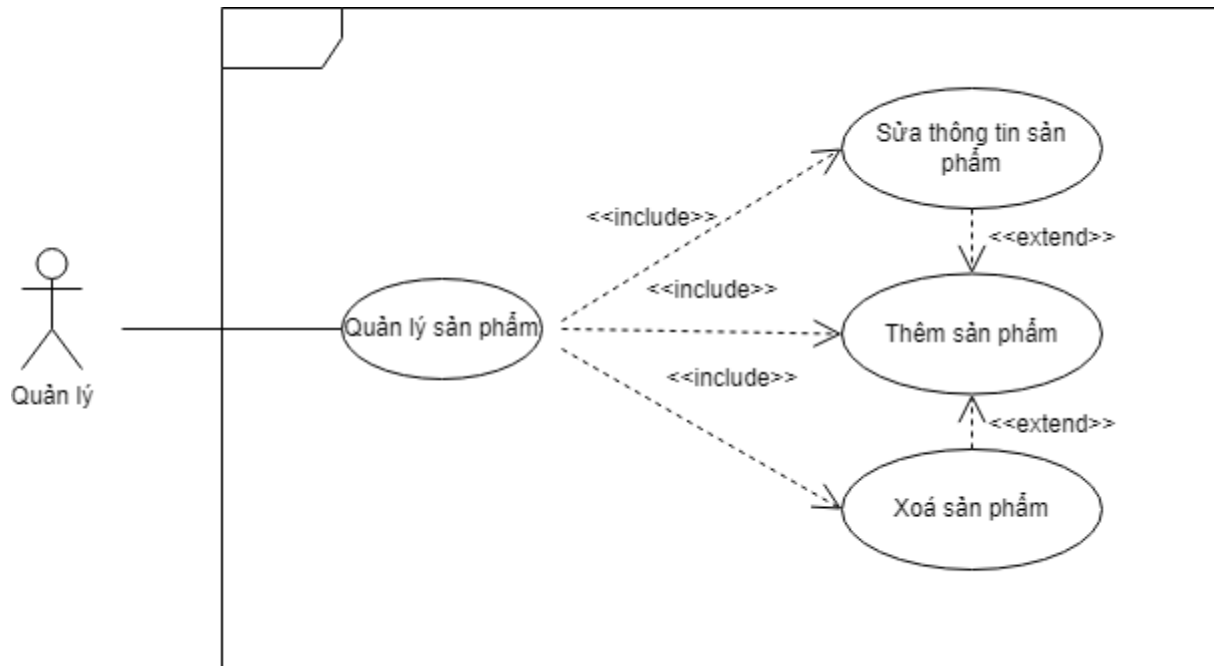 Sửa thông tin sản
phẩm
<<include>>
<<extend>>
<<include>>
Quản lý sản phẩm
Thêm sản phẩm
<<include>>
Quản lý
<<extend>>
Xoá sản phẩm